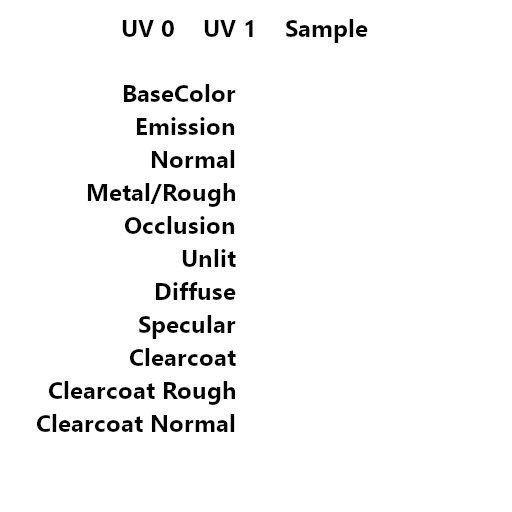 UV 0 UV 1 Sample
BaseColor
Emission
Normal
Metal/Rough
Occlusion
Unlit
Diffuse
Specular
Clearcoat
Clearcoat Rough
Clearcoat Normal